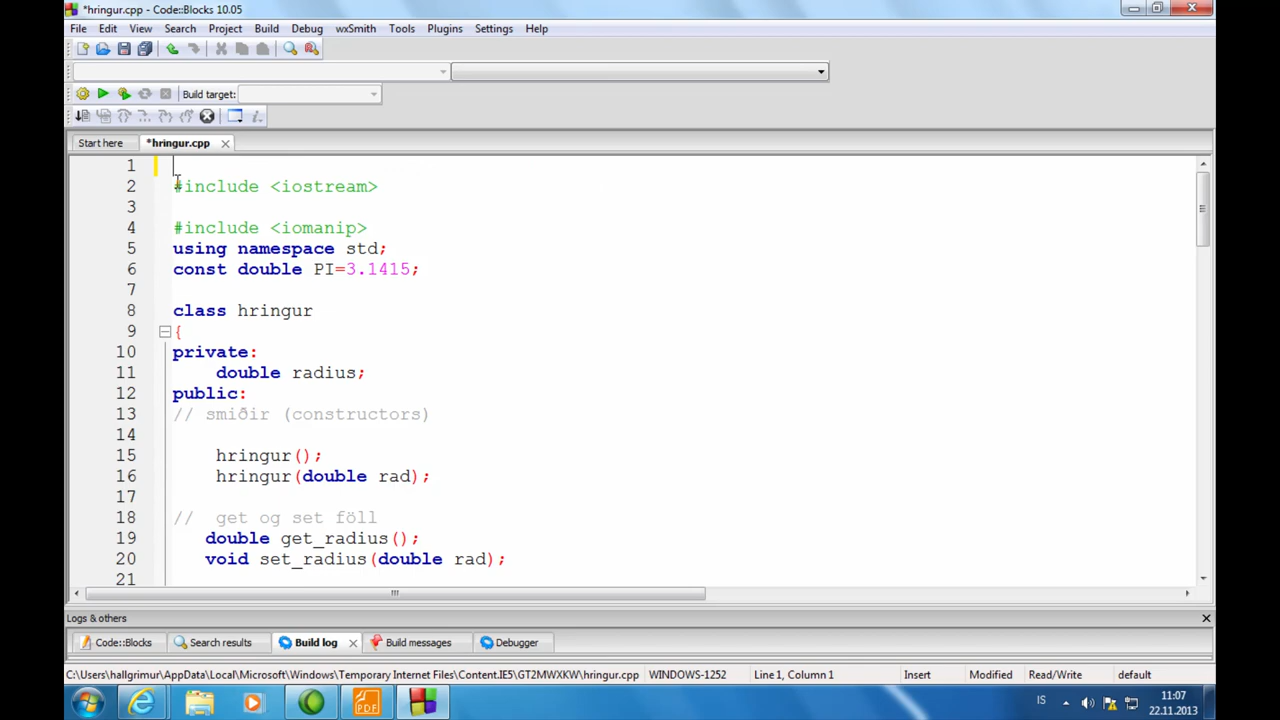 *hringur.cpp - Code::Blocks 10.05
File Edit View Search Project Build Debug wxSmith Tools Plugins Settings Help
Build target:
Start here *hringur.cpp
1
2 #include <iostream>
3
4 #include <iomanip>
5 using namespace std;
6 const double PI=3.1415;
7
8 class hringur
9 {
10 private:
11 double radius;
12 public:
13 // smiðir (constructors)
14
15 hringur();
16 hringur(double rad);
17
18 // get og set föll
19 double get_radius();
20 void set_radius(double rad);
21
Logs & others
Code::Blocks Search results Build log Build messages Debugger
C:\Users\hallgrimur\AppData\Local\Microsoft\Windows\Temporary Internet Files\Content.IE5\GT2MWXKW\hringur.cpp WINDOWS-1252 Line 1, Column 1 Insert Modified Read/Write default
PDF IS 11:07
22.11.2013